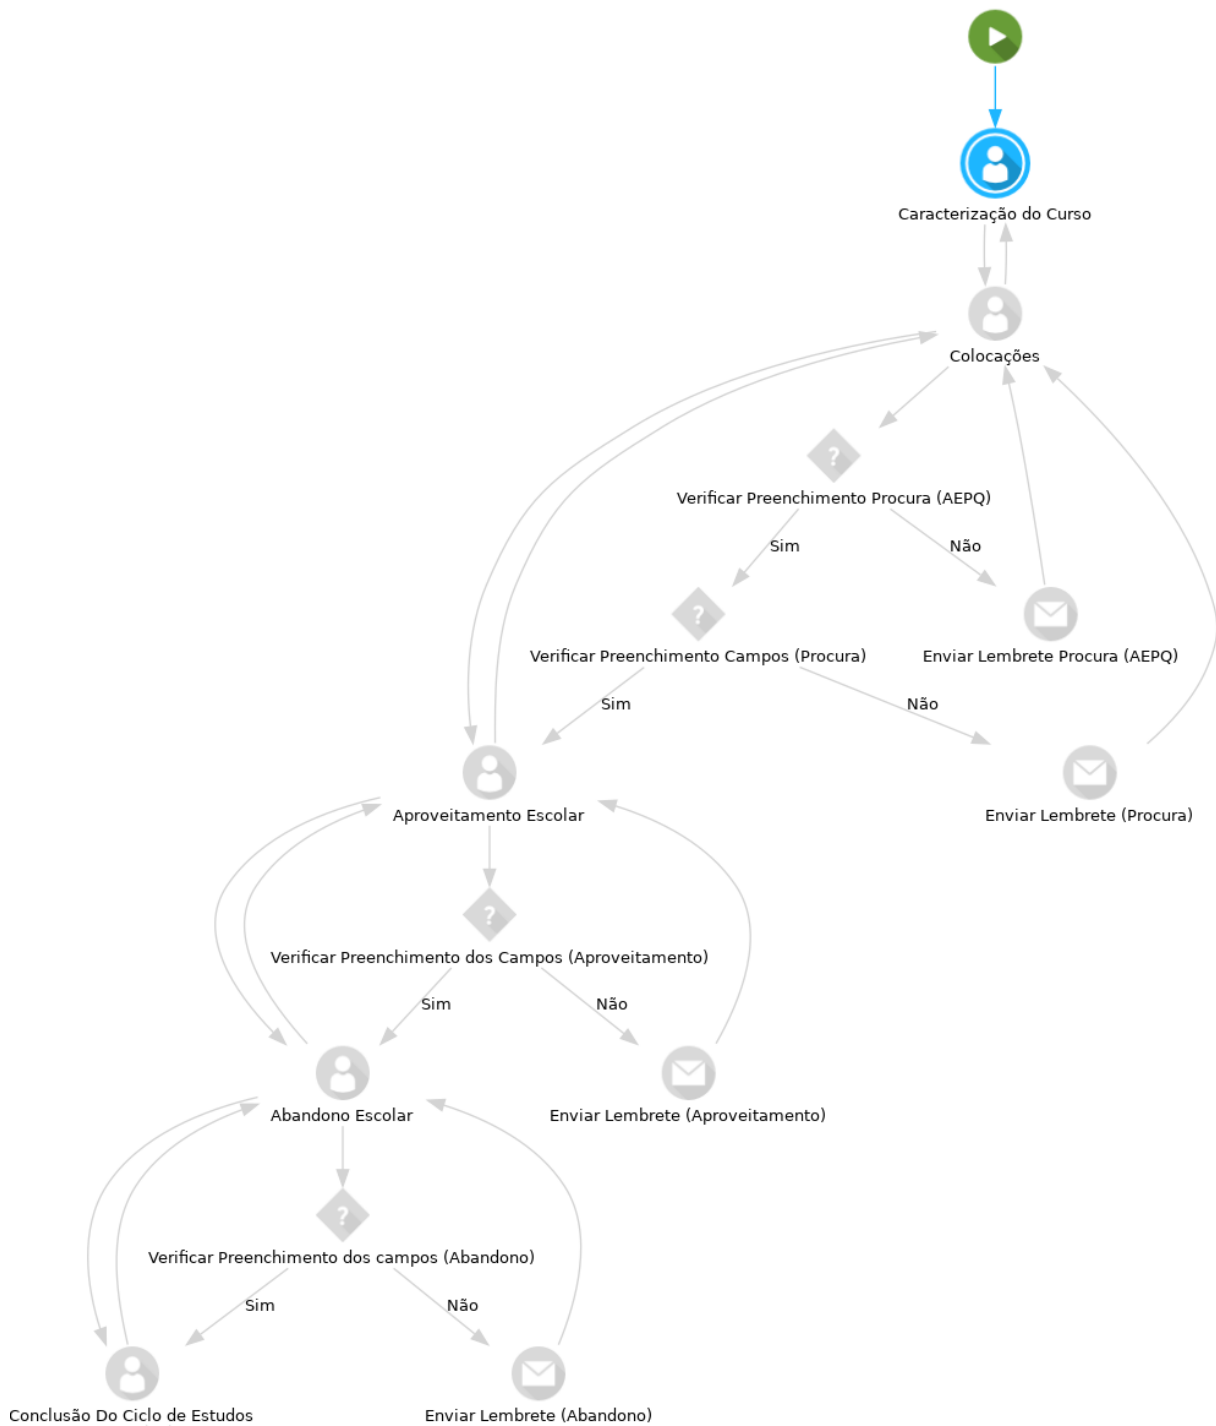 Caracterização do Curso
Colocações
?
Verificar Preenchimento Procura (AEPQ)
Sim
Não
?
Verificar Preenchimento Campos (Procura)
Enviar Lembrete Procura (AEPQ)
Sim
Não
Aproveitamento Escolar
Enviar Lembrete (Procura)
?
Verificar Preenchimento dos Campos (Aproveitamento)
Sim
Não
Abandono Escolar
Enviar Lembrete (Aproveitamento)
?
Verificar Preenchimento dos campos (Abandono)
Sim
Não
Conclusão Do Ciclo de Estudos
Enviar Lembrete (Abandono)